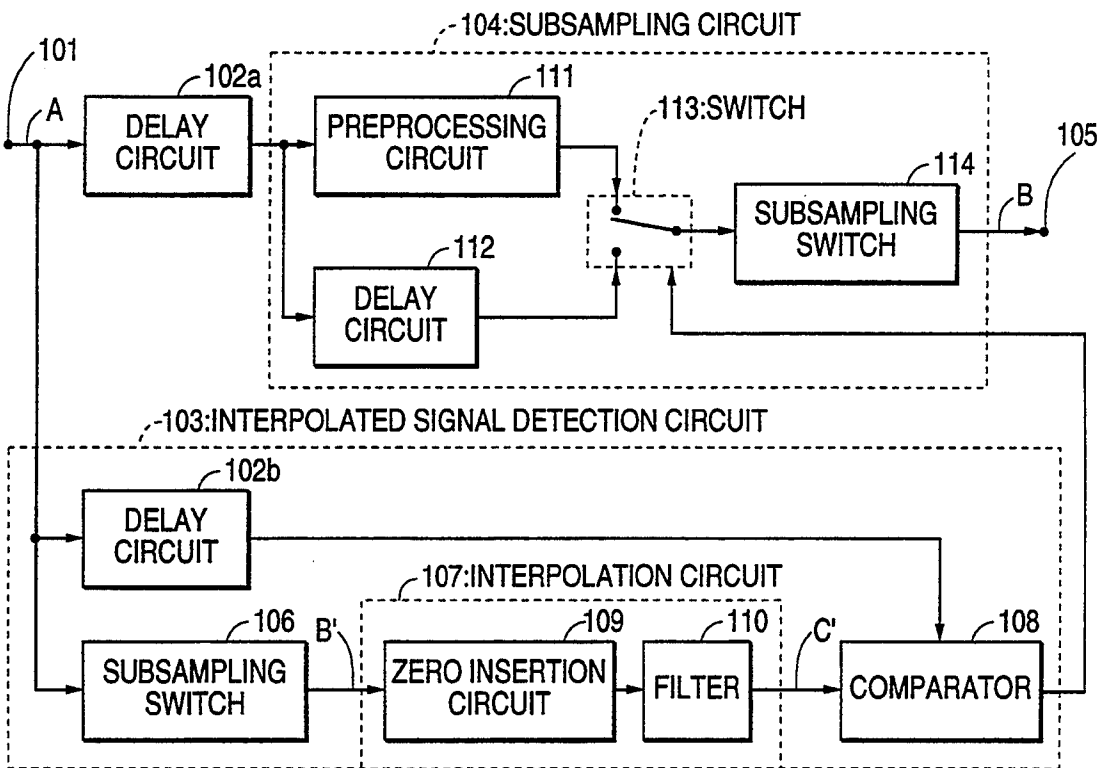 104:SUBSAMPLING CIRCUIT
101
A
102a
DELAY
CIRCUIT
111
PREPROCESSING
CIRCUIT
113:SWITCH
105
114
SUBSAMPLING
SWITCH
B
112
DELAY
CIRCUIT
103:INTERPOLATED SIGNAL DETECTION CIRCUIT
102b
DELAY
CIRCUIT
107:INTERPOLATION CIRCUIT
106
SUBSAMPLING
SWITCH
B'
109
ZERO INSERTION
CIRCUIT
110
FILTER
C'
108
COMPARATOR